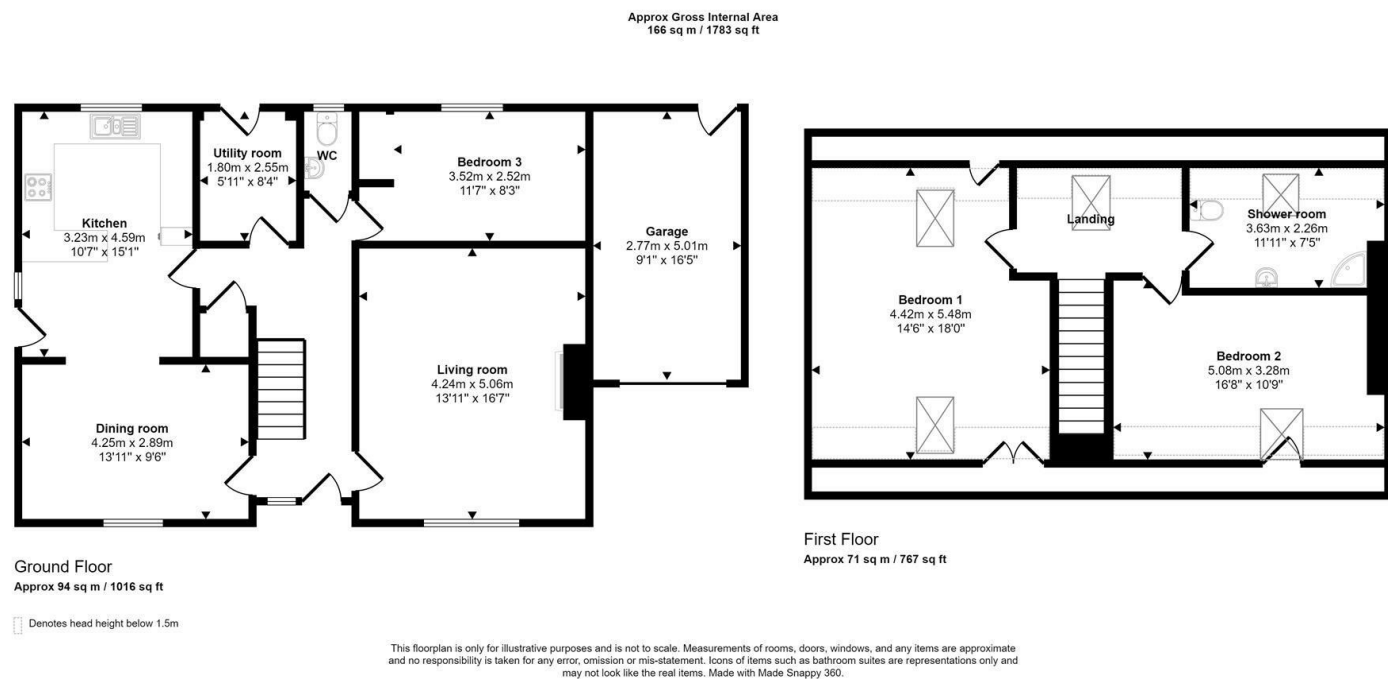 Approx Gross Internal Area
166 sq m / 1783 sq ft
Kitchen
3.23m x 4.59m
10'7" x 15'1"
Utility room
1.80m x 2.55m
5'11" x 8'4"
WC
Bedroom 3
3.52m x 2.52m
11'7" x 8'3"
Garage
2.77m x 5.01m
9'1" x 16'5"
Living room
4.24m x 5.06m
13'11" x 16'7"
Dining room
4.25m x 2.89m
13'11" x 9'6"
Ground Floor
Approx 94 sq m / 1016 sq ft
Denotes head height below 1.5m
Landing
Shower room
3.63m x 2.26m
11'11" x 7'5"
Bedroom 1
4.42m x 5.48m
14'6" x 18'0"
Bedroom 2
5.08m x 3.28m
16'8" x 10'9"
First Floor
Approx 71 sq m / 767 sq ft
This floorplan is only for illustrative purposes and is not to scale. Measurements of rooms, doors, windows, and any items are approximate
and no responsibility is taken for any error, omission or mis-statement. Icons of items such as bathroom suites are representations only and
may not look like the real items. Made with Made Snappy 360.